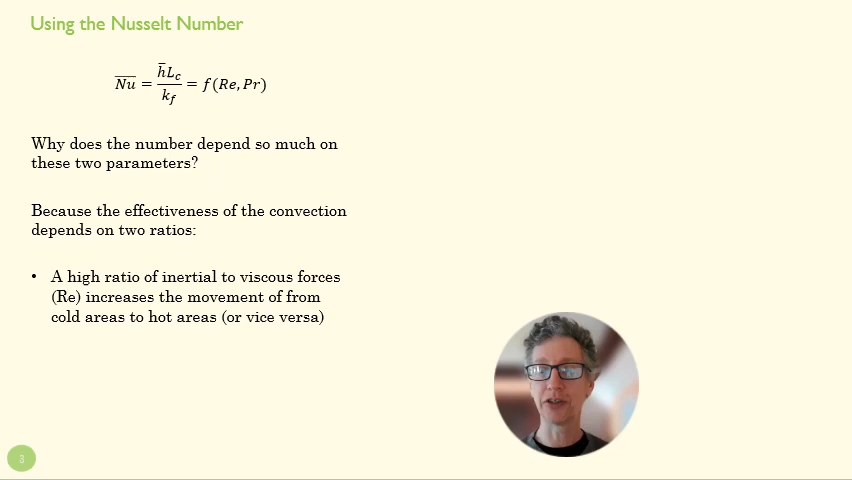 Using the Nusselt Number
N̅u̅ = h̄L_c / k_f = f(Re, Pr)
Why does the number depend so much on
these two parameters?
Because the effectiveness of the convection
depends on two ratios:
• A high ratio of inertial to viscous forces
(Re) increases the movement of from
cold areas to hot areas (or vice versa)
3